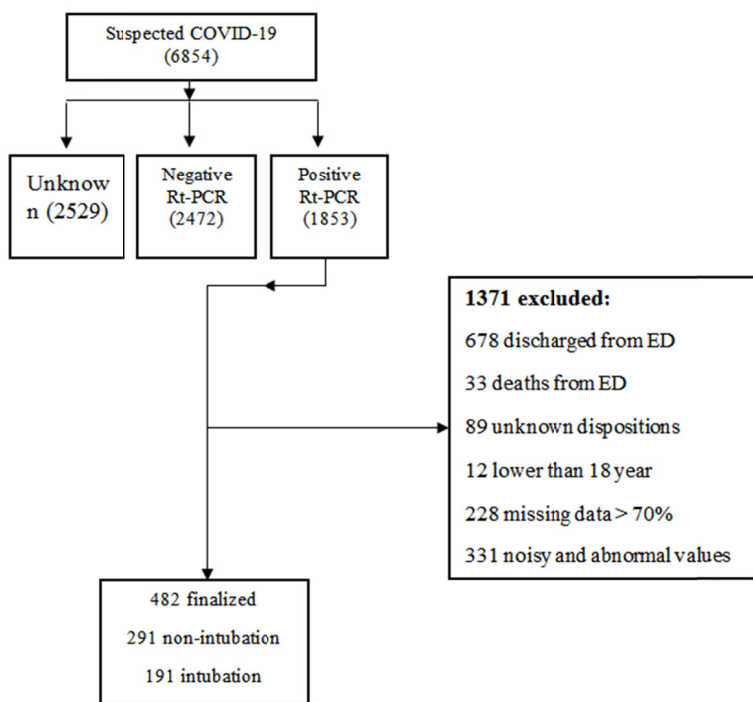 Suspected COVID-19
(6854)
Unknow
n (2529)
Negative
Rt-PCR
(2472)
Positive
Rt-PCR
(1853)
1371 excluded:
678 discharged from ED
33 deaths from ED
89 unknown dispositions
12 lower than 18 year
228 missing data > 70%
331 noisy and abnormal values
482 finalized
291 non-intubation
191 intubation